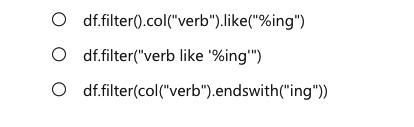 df.filter().col("verb").like("%ing")
df.filter("verb like '%ing'")
df.filter(col("verb").endswith("ing"))